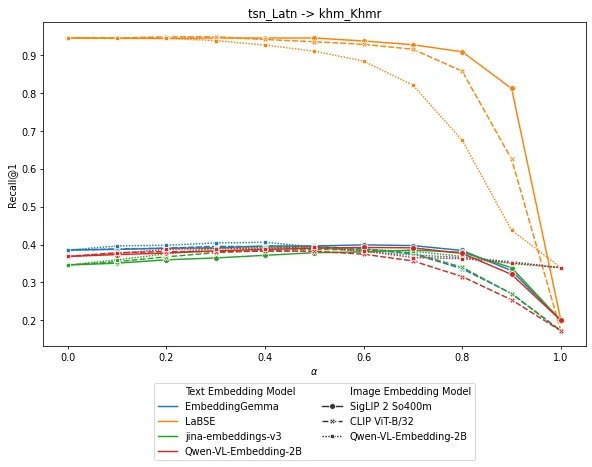 tsn_Latn -> khm_Khmr
Recall@1
0.9
0.8
0.7
0.6
0.5
0.4
0.3
0.2
0.0 0.2 0.4 0.6 0.8 1.0
α
Text Embedding Model Image Embedding Model
EmbeddingGemma SigLIP 2 So400m
LaBSE CLIP ViT-B/32
jina-embeddings-v3 Qwen-VL-Embedding-2B
Qwen-VL-Embedding-2B